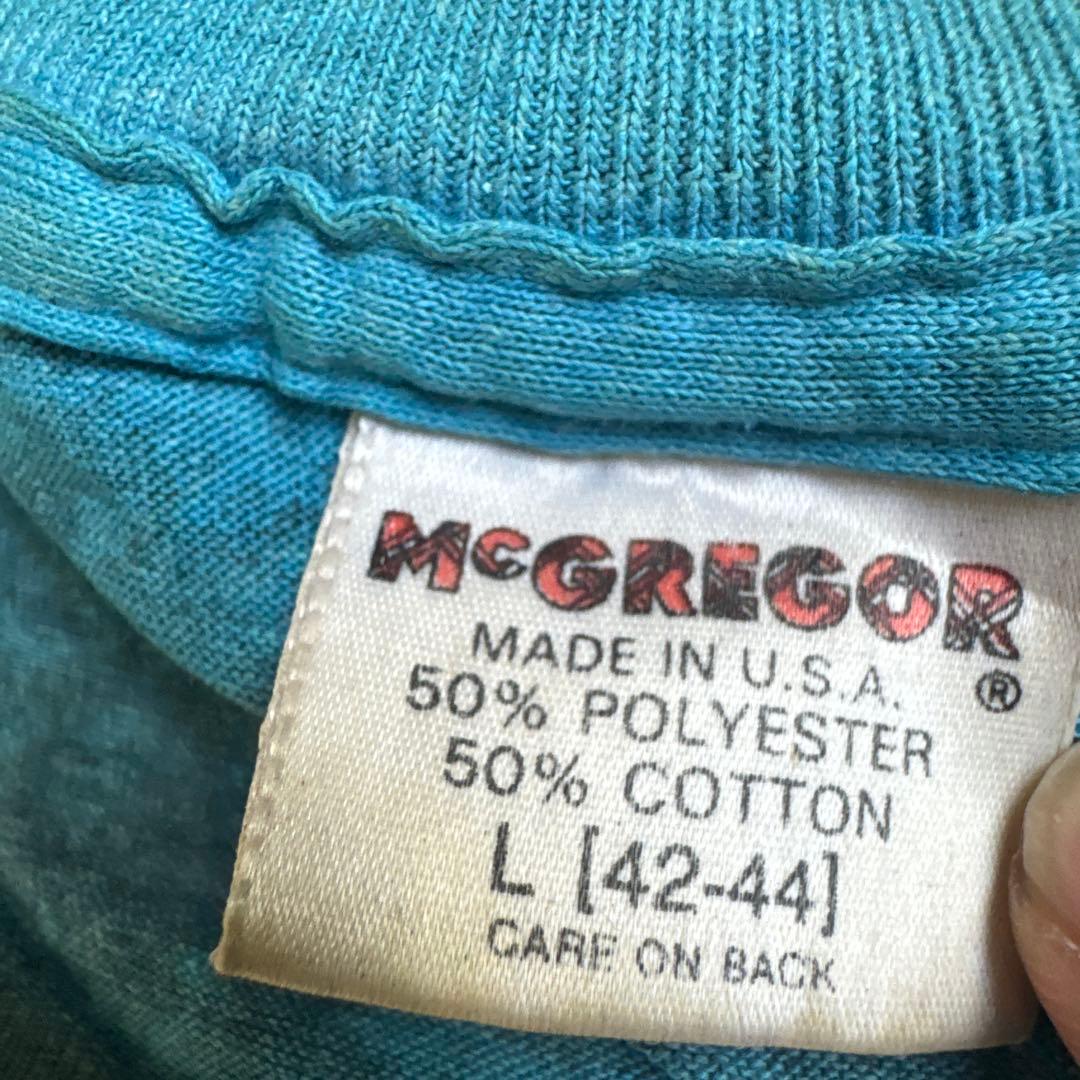 McGREGOR
MADE IN U.S.A. ®
50% POLYESTER
50% COTTON
L [42-44]
CARE ON BACK